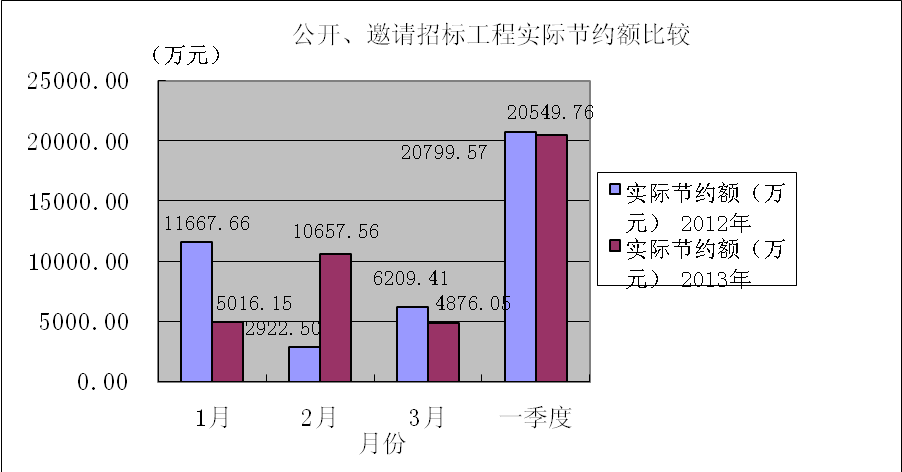 公开、邀请招标工程实际节约额比较
（万元）
25000.00
20000.00
15000.00
10000.00
5000.00
0.00
11667.66
5016.15
2922.50
10657.56
6209.41
4876.05
20799.57
20549.76
1月
2月
3月
一季度
月份
实际节约额（万
元） 2012年
实际节约额（万
元） 2013年